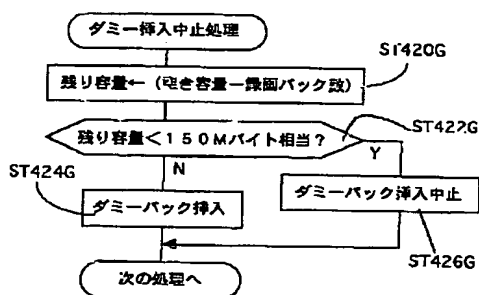 ダミー挿入中止処理
ST420G
残り容量←(空き容量ー録画パック数)
残り容量<150Mバイト相当?
ST422G
Y
N
ST424G
ダミーパック挿入
ダミーパック挿入中止
ST426G
次の処理へ